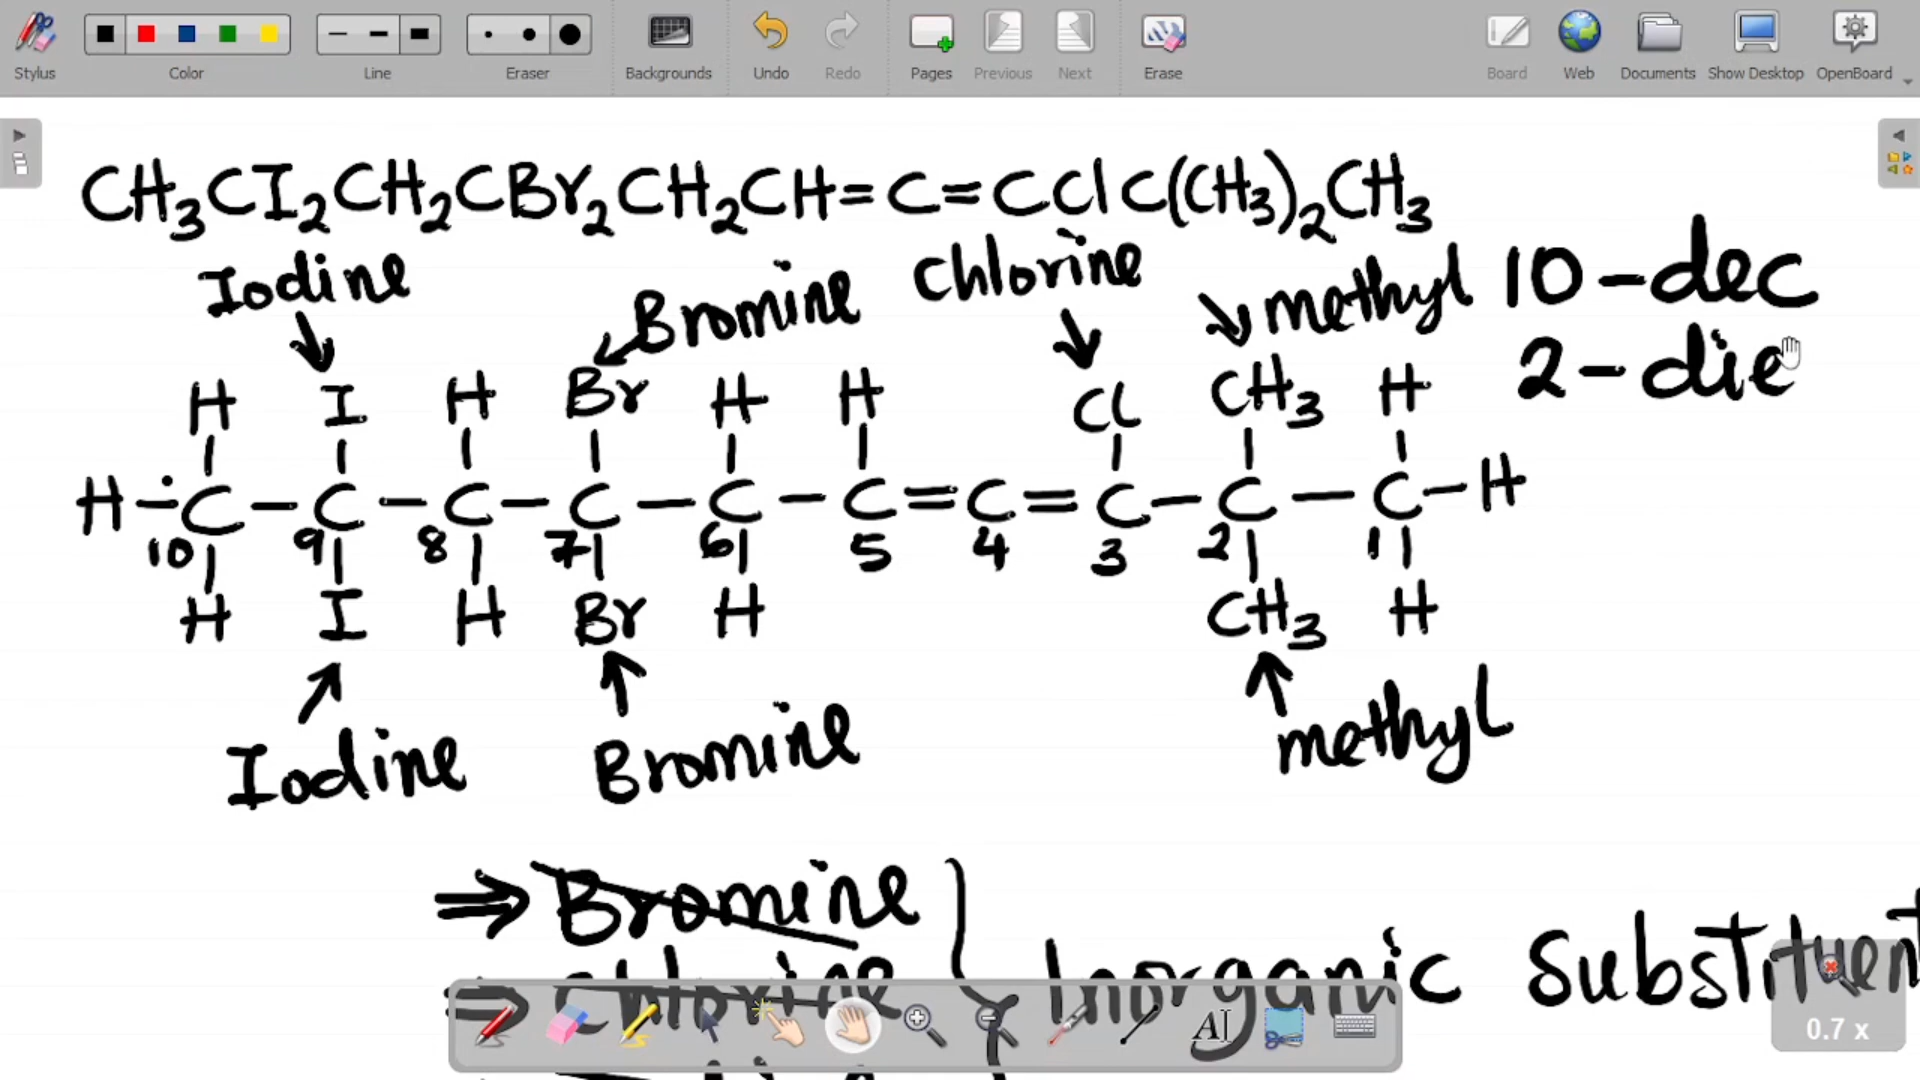 Stylus Color Line Eraser Backgrounds Undo Redo Pages Previous Next Erase Board Web Documents Show Desktop OpenBoard
CH₃CI₂CH₂CBr₂CH₂CH=C=CClC(CH₃)₂CH₃
Iodine Bromine Chlorine methyl 10-dec
2-die
H I H Br H H Cl CH₃ H
H-C-C-C-C-C-C=C=C-C-C-H
10 9 8 7 6 5 4 3 2 1
H I H Br H CH₃ H
Iodine Bromine methyl
⇒ Bromine
⇒ Chlorine } Inorganic Substituent
AI
0.7 x